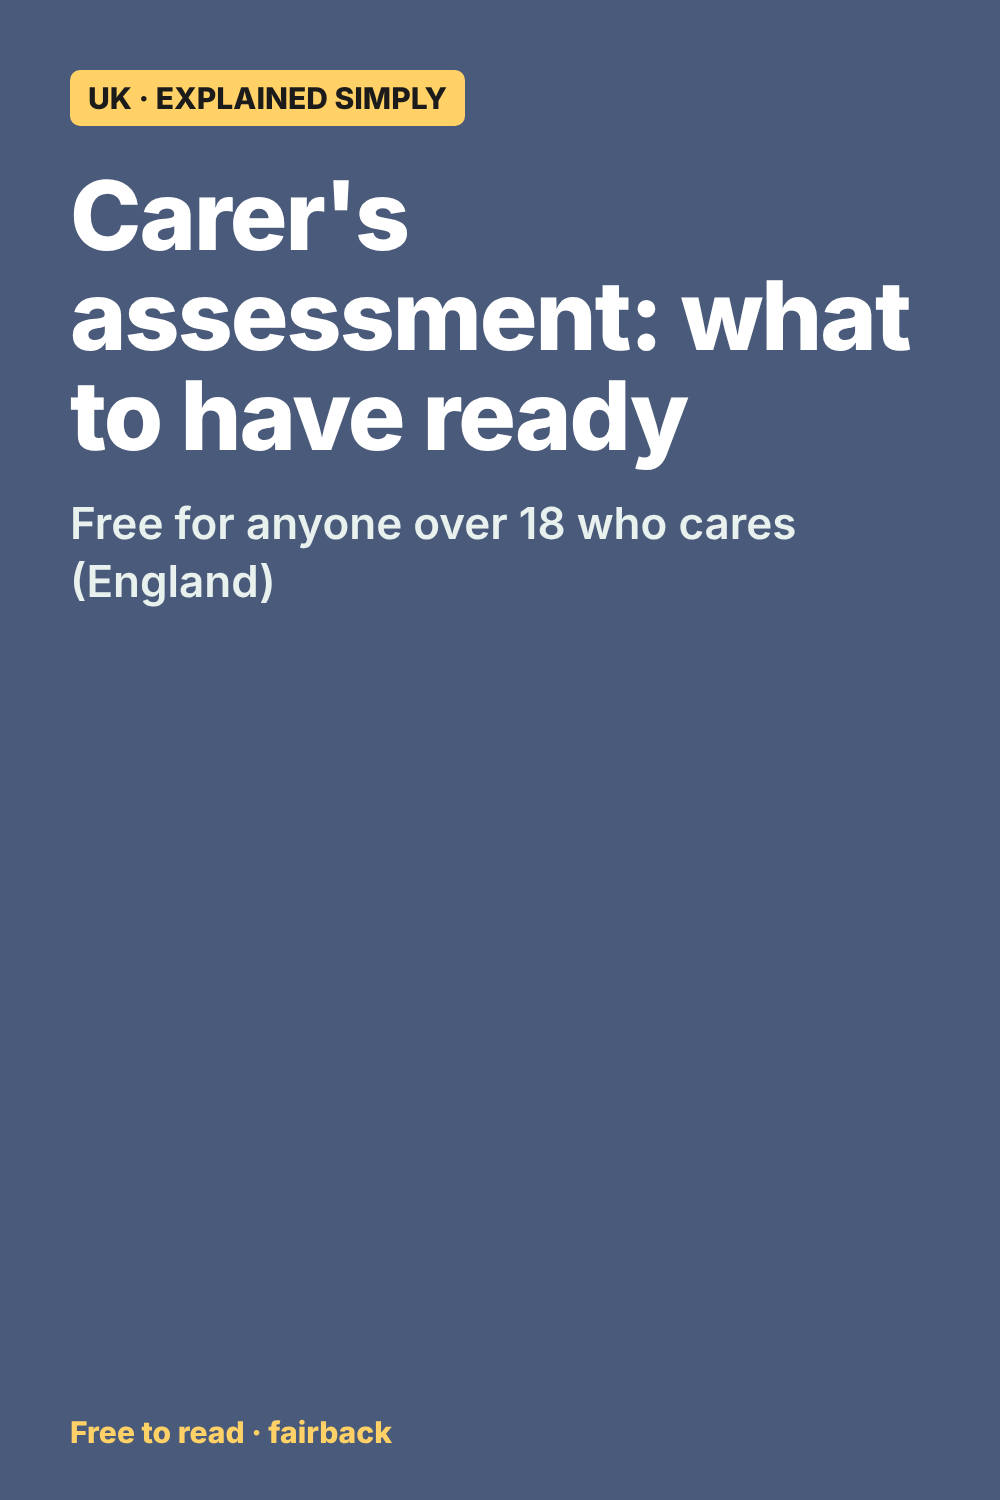 UK · EXPLAINED SIMPLY
Carer's
assessment: what
to have ready
Free for anyone over 18 who cares
(England)
Free to read · fairback